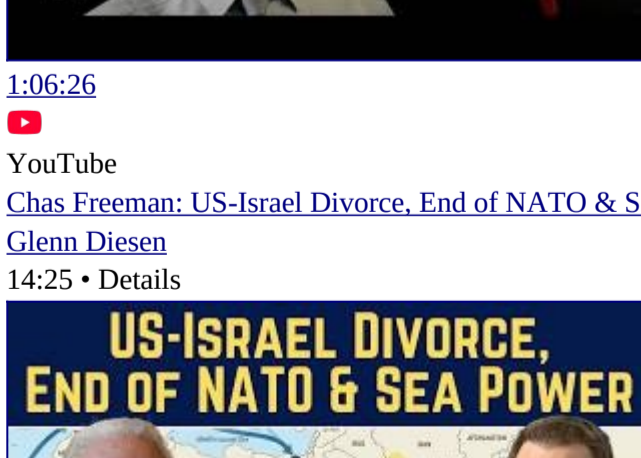 1:06:26
YouTube
Chas Freeman: US-Israel Divorce, End of NATO & S
Glenn Diesen
14:25 • Details
US-ISRAEL DIVORCE,
END OF NATO & SEA POWER